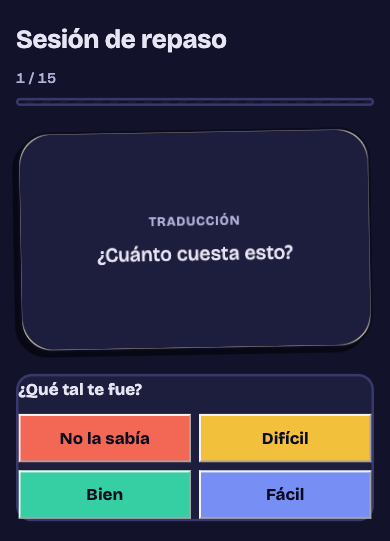 Sesión de repaso
1 / 15
TRADUCCIÓN
¿Cuánto cuesta esto?
¿Qué tal te fue?
No la sabía
Difícil
Bien
Fácil